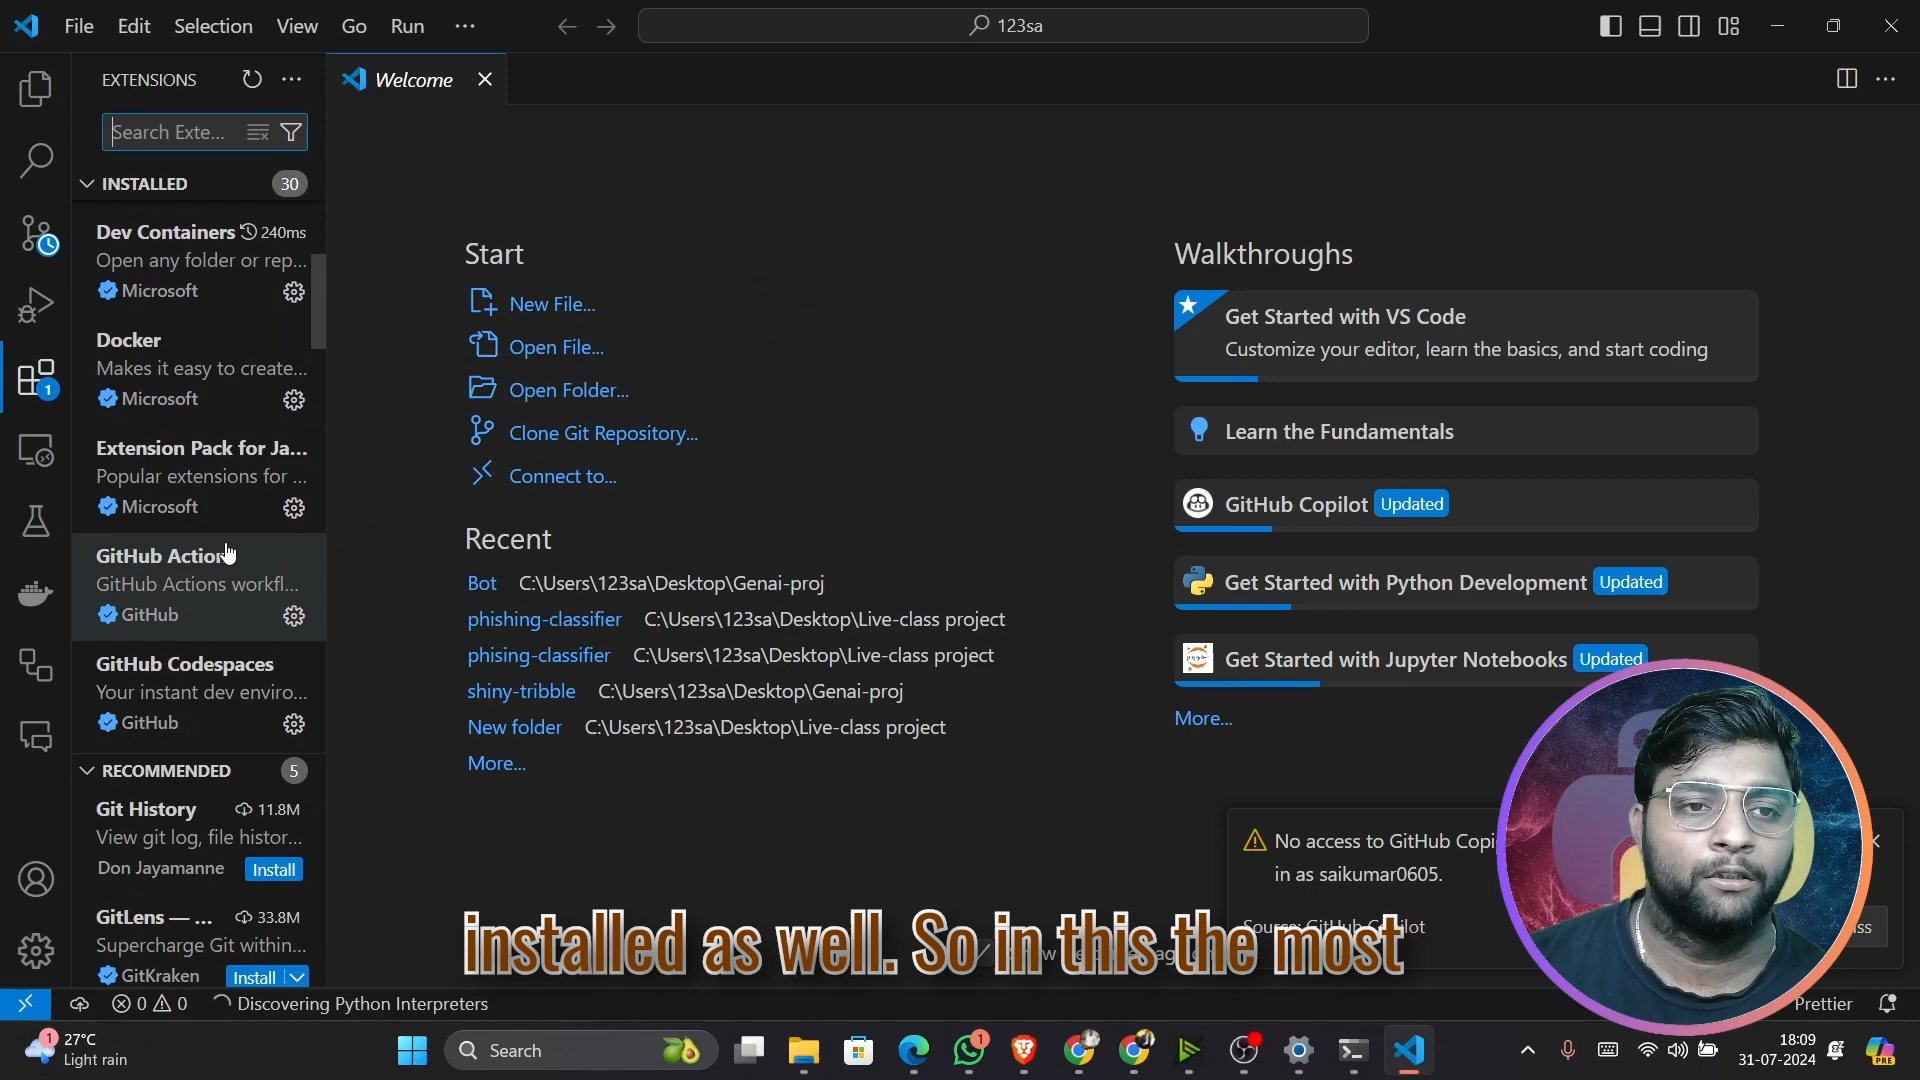 File Edit Selection View Go Run ···
123sa
EXTENSIONS
Welcome
Search Exte...
INSTALLED 30
Dev Containers 240ms
Open any folder or rep...
Microsoft
Docker
Makes it easy to create...
Microsoft
Extension Pack for Ja...
Popular extensions for ...
Microsoft
GitHub Action
GitHub Actions workfl...
GitHub
GitHub Codespaces
Your instant dev enviro...
GitHub
RECOMMENDED 5
Git History 11.8M
View git log, file histor...
Don Jayamanne Install
GitLens — ... 33.8M
Supercharge Git within...
GitKraken Install
1
Start
New File...
Open File...
Open Folder...
Clone Git Repository...
Connect to...
Recent
Bot C:\Users\123sa\Desktop\Genai-proj
phishing-classifier C:\Users\123sa\Desktop\Live-class project
phising-classifier C:\Users\123sa\Desktop\Live-class project
shiny-tribble C:\Users\123sa\Desktop\Genai-proj
New folder C:\Users\123sa\Desktop\Live-class project
More...
Walkthroughs
Get Started with VS Code
Customize your editor, learn the basics, and start coding
Learn the Fundamentals
GitHub Copilot Updated
Get Started with Python Development Updated
Get Started with Jupyter Notebooks Updated
More...
No access to GitHub Copi
in as saikumar0605.
Source: GitHub Copilot
installed as well. So in this the most
0 0 Discovering Python Interpreters
Prettier
1 27°C
Light rain
Search
1
18:09
31-07-2024
PRE